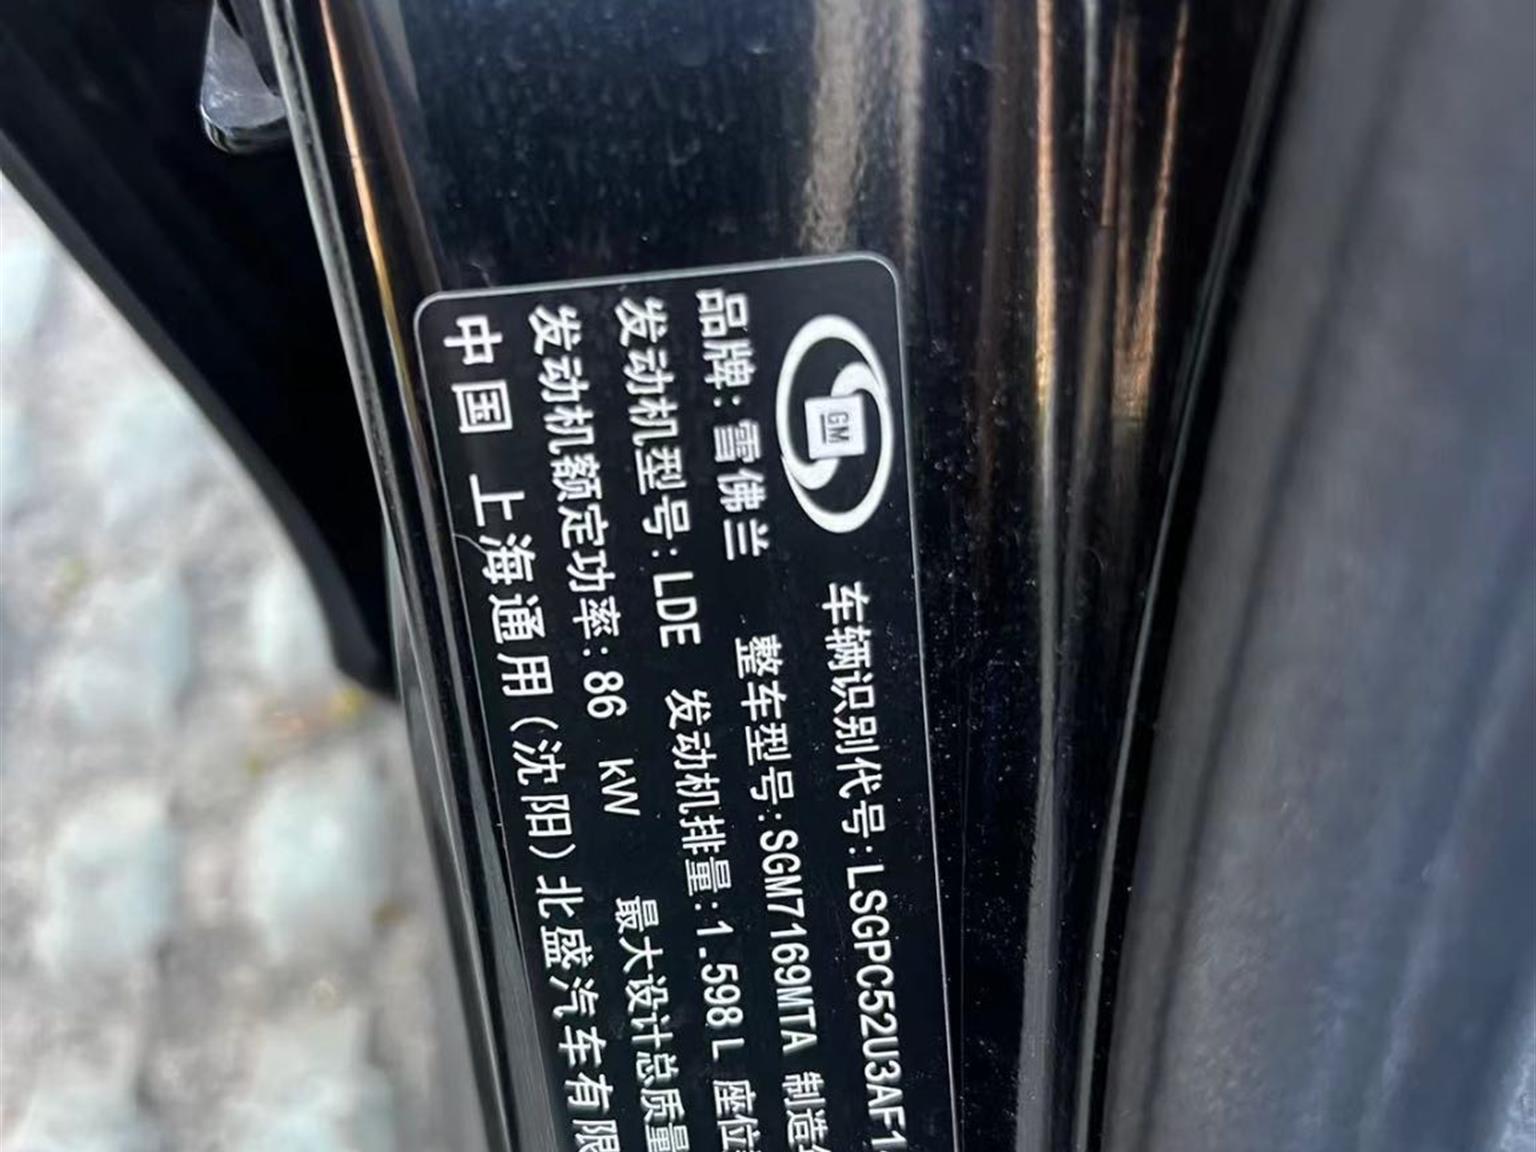 GM
车辆识别代号:LSGPC52U3AF1
品牌:雪佛兰 整车型号:SGM7169MTA 制造
发动机型号:LDE 发动机排量:1.598L 座位
发动机额定功率:86 kW 最大设计总质量
中国 上海通用(沈阳)北盛汽车有限